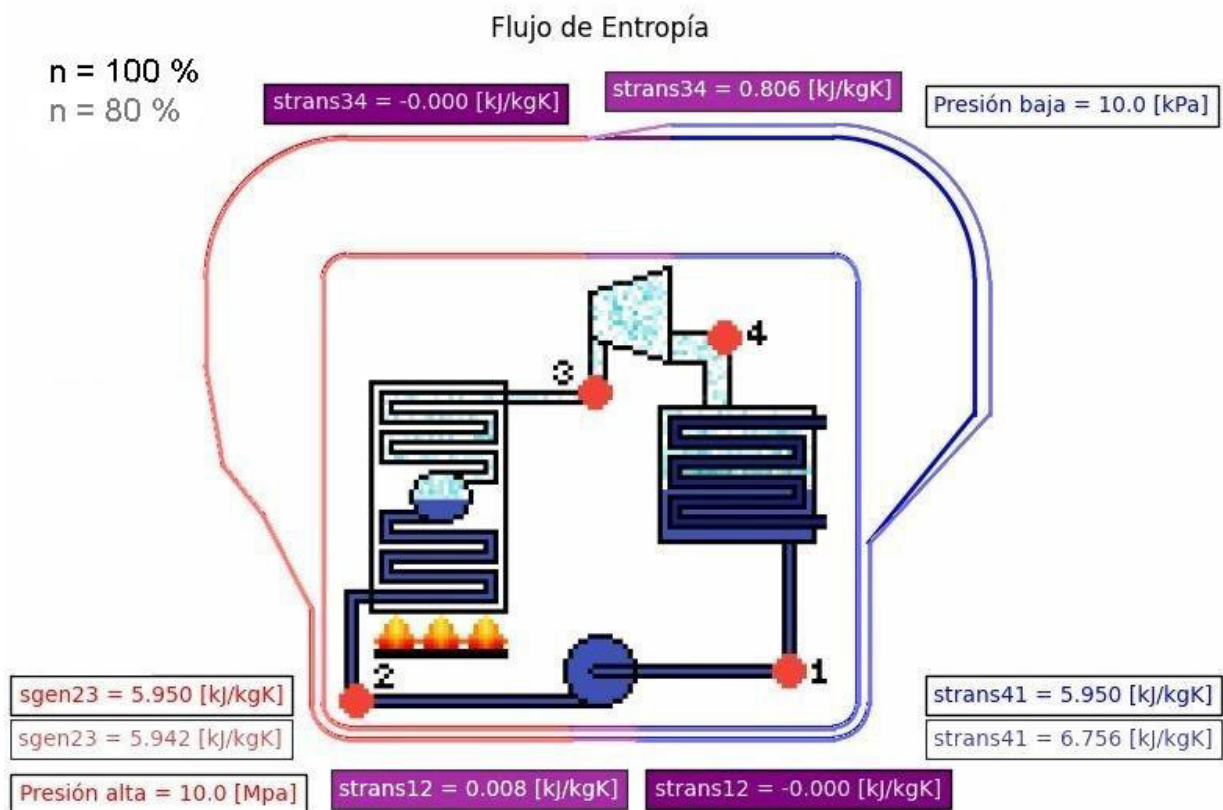 Flujo de Entropía
n = 100 %
n = 80 %
strans34 = -0.000 [kJ/kgK]
strans34 = 0.806 [kJ/kgK]
Presión baja = 10.0 [kPa]
4
3
2
1
sgen23 = 5.950 [kJ/kgK]
strans41 = 5.950 [kJ/kgK]
sgen23 = 5.942 [kJ/kgK]
strans41 = 6.756 [kJ/kgK]
Presión alta = 10.0 [Mpa]
strans12 = 0.008 [kJ/kgK]
strans12 = -0.000 [kJ/kgK]